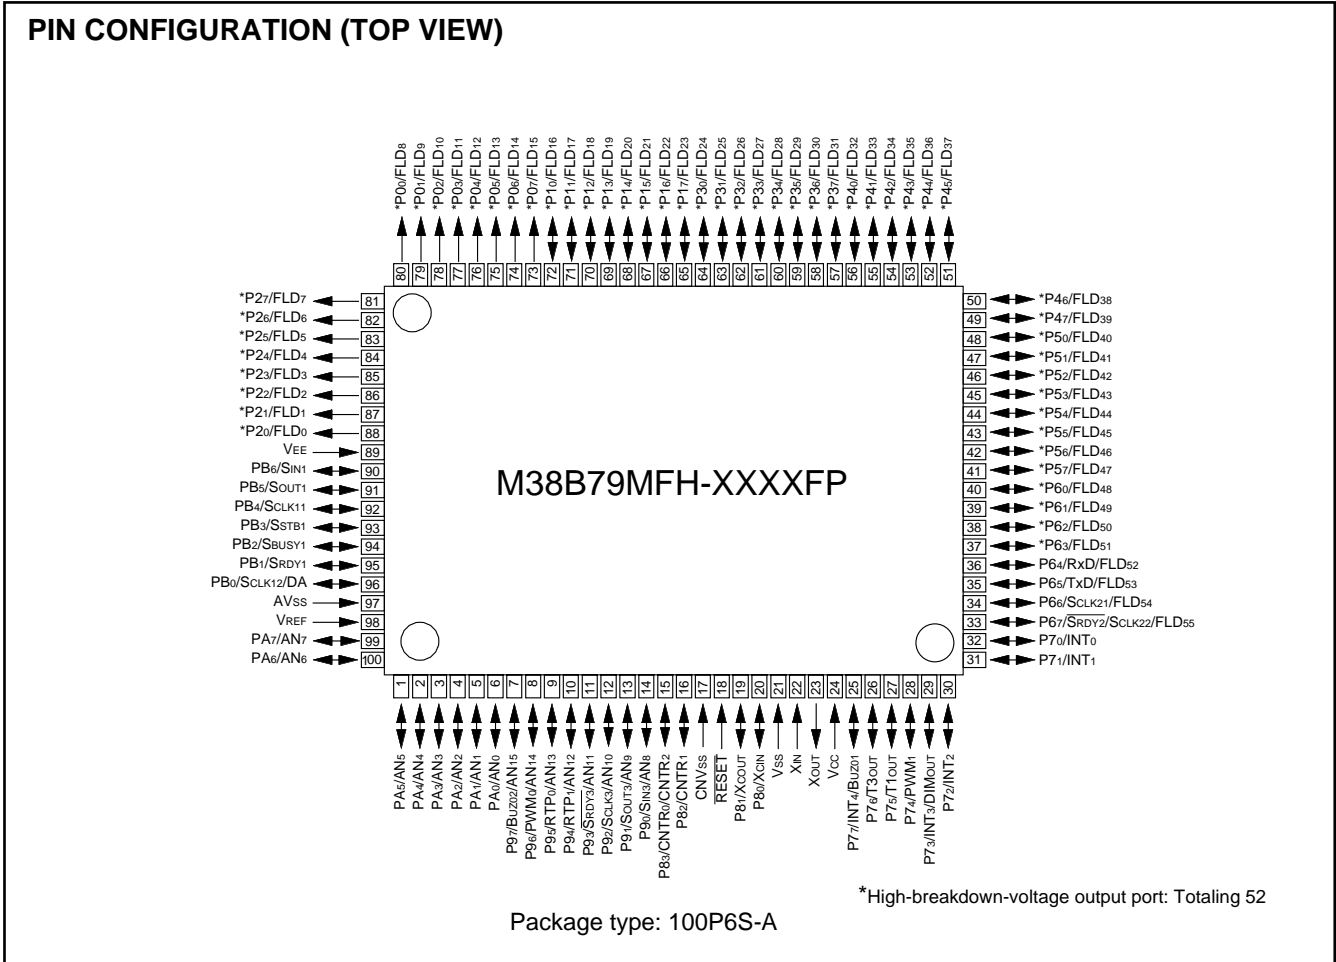 PIN CONFIGURATION (TOP VIEW)
*P00/FLD8
*P01/FLD9
*P02/FLD10
*P03/FLD11
*P04/FLD12
*P05/FLD13
*P06/FLD14
*P07/FLD15
*P10/FLD16
*P11/FLD17
*P12/FLD18
*P13/FLD19
*P14/FLD20
*P15/FLD21
*P16/FLD22
*P17/FLD23
*P30/FLD24
*P31/FLD25
*P32/FLD26
*P33/FLD27
*P34/FLD28
*P35/FLD29
*P36/FLD30
*P37/FLD31
*P40/FLD32
*P41/FLD33
*P42/FLD34
*P43/FLD35
*P44/FLD36
*P45/FLD37
80 79 78 77 76 75 74 73 72 71 70 69 68 67 66 65 64 63 62 61 60 59 58 57 56 55 54 53 52 51
*P27/FLD7 81
*P26/FLD6 82
*P25/FLD5 83
*P24/FLD4 84
*P23/FLD3 85
*P22/FLD2 86
*P21/FLD1 87
*P20/FLD0 88
VEE 89
PB6/SIN1 90
PB5/SOUT1 91
PB4/SCLK11 92
PB3/SSTB1 93
PB2/SBUSY1 94
PB1/SRDY1 95
PB0/SCLK12/DA 96
AVSS 97
VREF 98
PA7/AN7 99
PA6/AN6 100
M38B79MFH-XXXXFP
50 *P46/FLD38
49 *P47/FLD39
48 *P50/FLD40
47 *P51/FLD41
46 *P52/FLD42
45 *P53/FLD43
44 *P54/FLD44
43 *P55/FLD45
42 *P56/FLD46
41 *P57/FLD47
40 *P60/FLD48
39 *P61/FLD49
38 *P62/FLD50
37 *P63/FLD51
36 P64/RxD/FLD52
35 P65/TxD/FLD53
34 P66/SCLK21/FLD54
33 P67/SRDY2/SCLK22/FLD55
32 P70/INT0
31 P71/INT1
1 2 3 4 5 6 7 8 9 10 11 12 13 14 15 16 17 18 19 20 21 22 23 24 25 26 27 28 29 30
PA5/AN5
PA4/AN4
PA3/AN3
PA2/AN2
PA1/AN1
PA0/AN0
P97/BUZ02/AN15
P96/PWM0/AN14
P95/RTP0/AN13
P94/RTP1/AN12
P93/SRDY3/AN11
P92/SCLK3/AN10
P91/SOUT3/AN9
P90/SIN3/AN8
P83/CNTR0/CNTR2
P82/CNTR1
CNVSS
RESET
P81/XCOUT
P80/XCIN
VSS
XIN
XOUT
VCC
P77/INT4/BUZ01
P76/T3OUT
P75/T1OUT
P74/PWM1
P73/INT3/DIMOUT
P72/INT2
*High-breakdown-voltage output port: Totaling 52
Package type: 100P6S-A